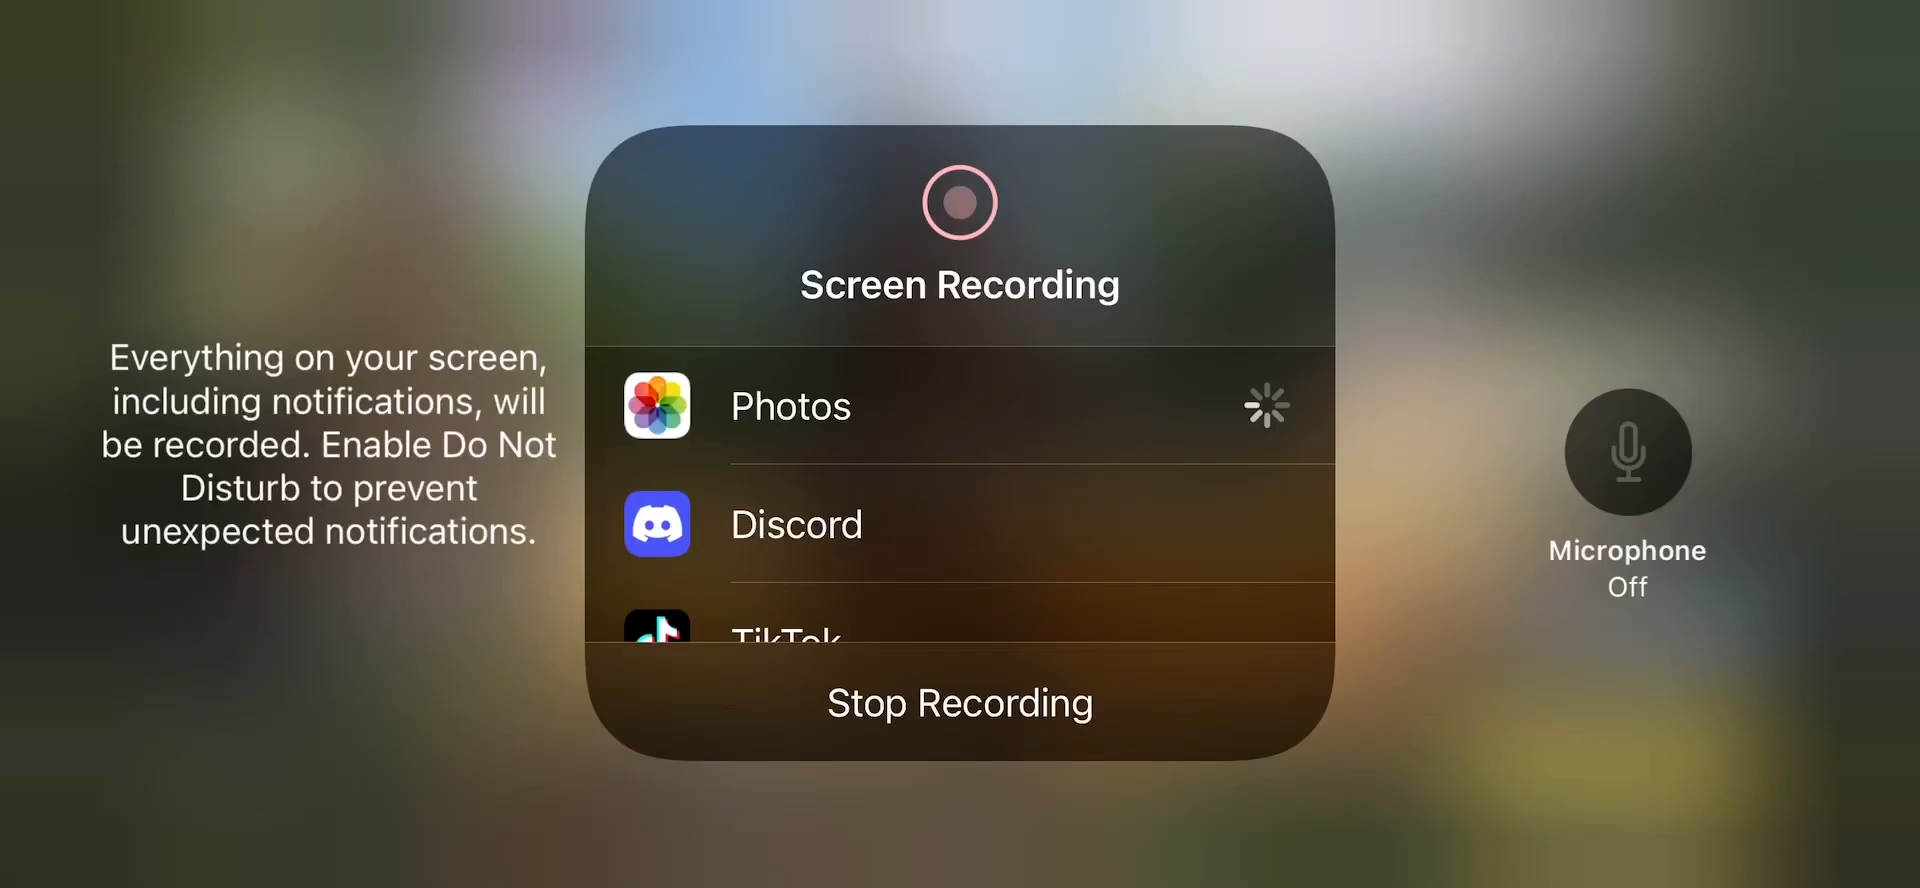 Screen Recording
Everything on your screen,
including notifications, will
be recorded. Enable Do Not
Disturb to prevent
unexpected notifications.
Photos
Discord
TikTok
Stop Recording
Microphone
Off